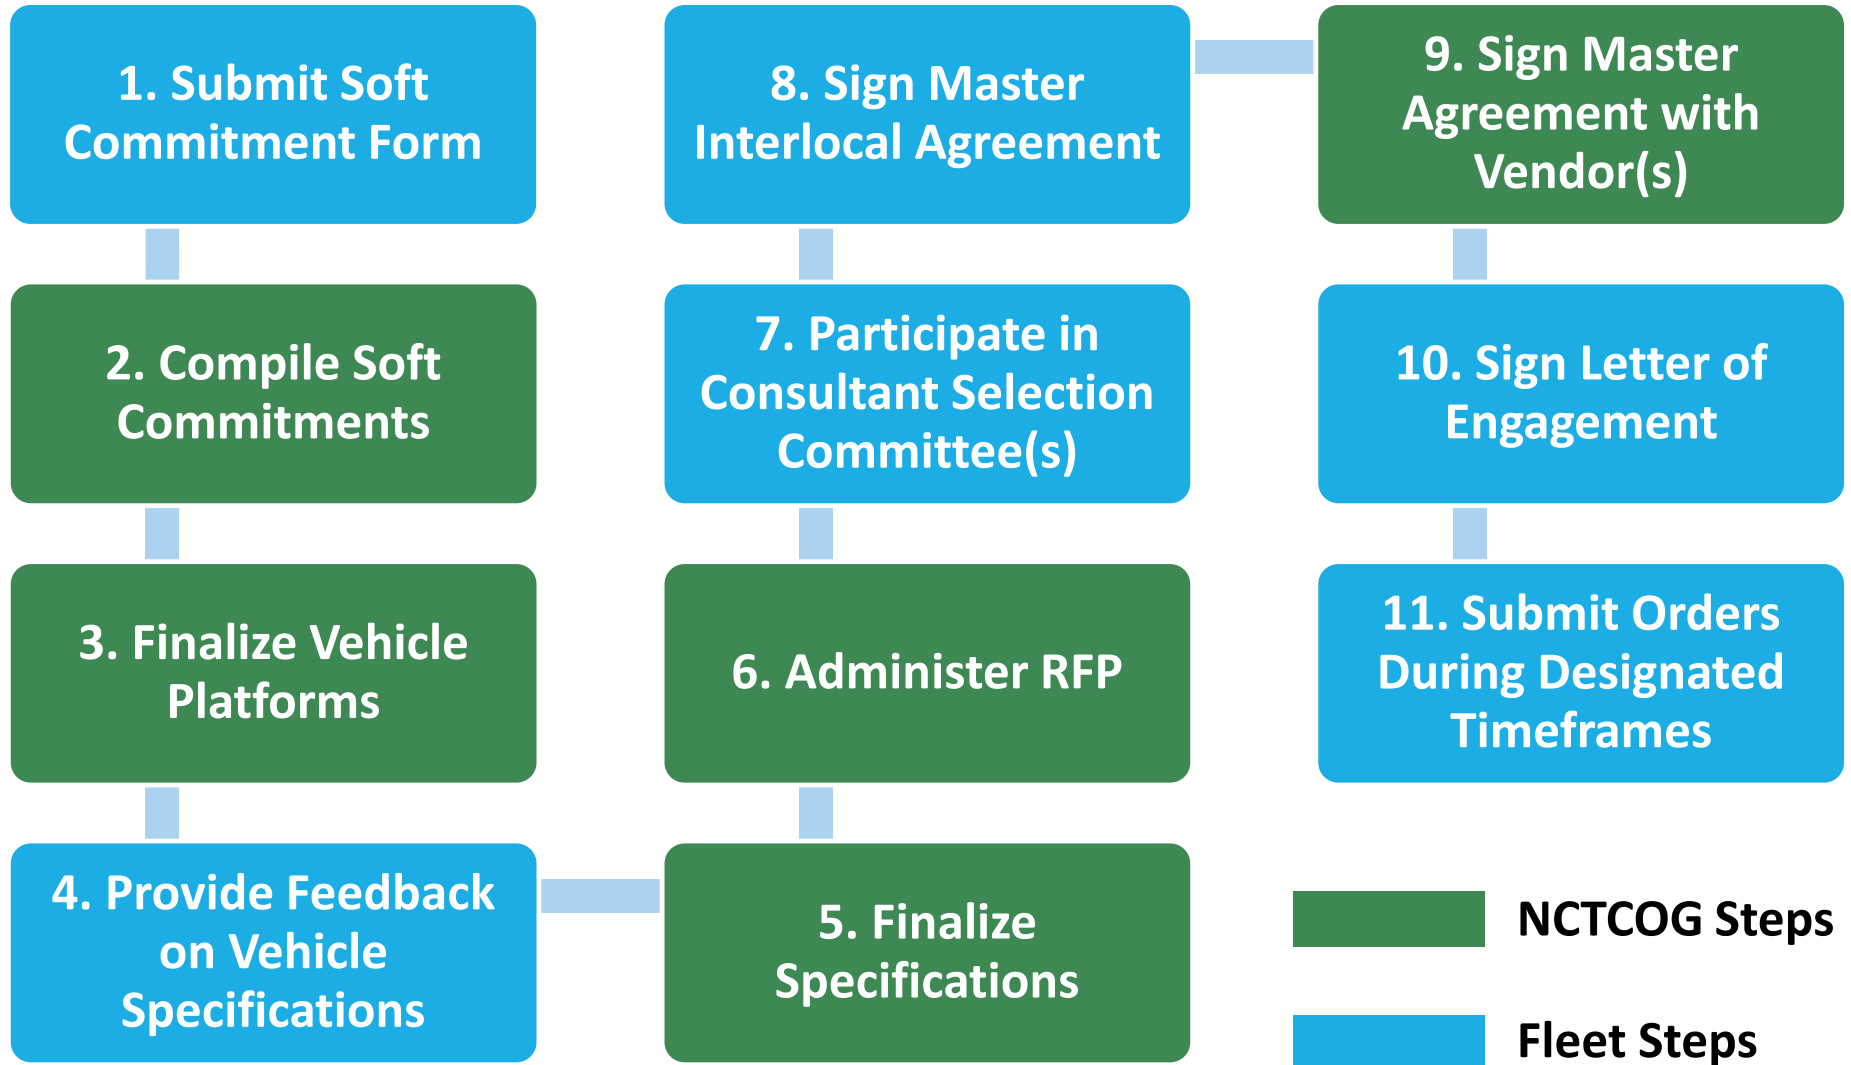 1. Submit Soft
Commitment Form
2. Compile Soft
Commitments
3. Finalize Vehicle
Platforms
4. Provide Feedback
on Vehicle
Specifications
5. Finalize
Specifications
6. Administer RFP
7. Participate in
Consultant Selection
Committee(s)
8. Sign Master
Interlocal Agreement
9. Sign Master
Agreement with
Vendor(s)
10. Sign Letter of
Engagement
11. Submit Orders
During Designated
Timeframes
NCTCOG Steps
Fleet Steps